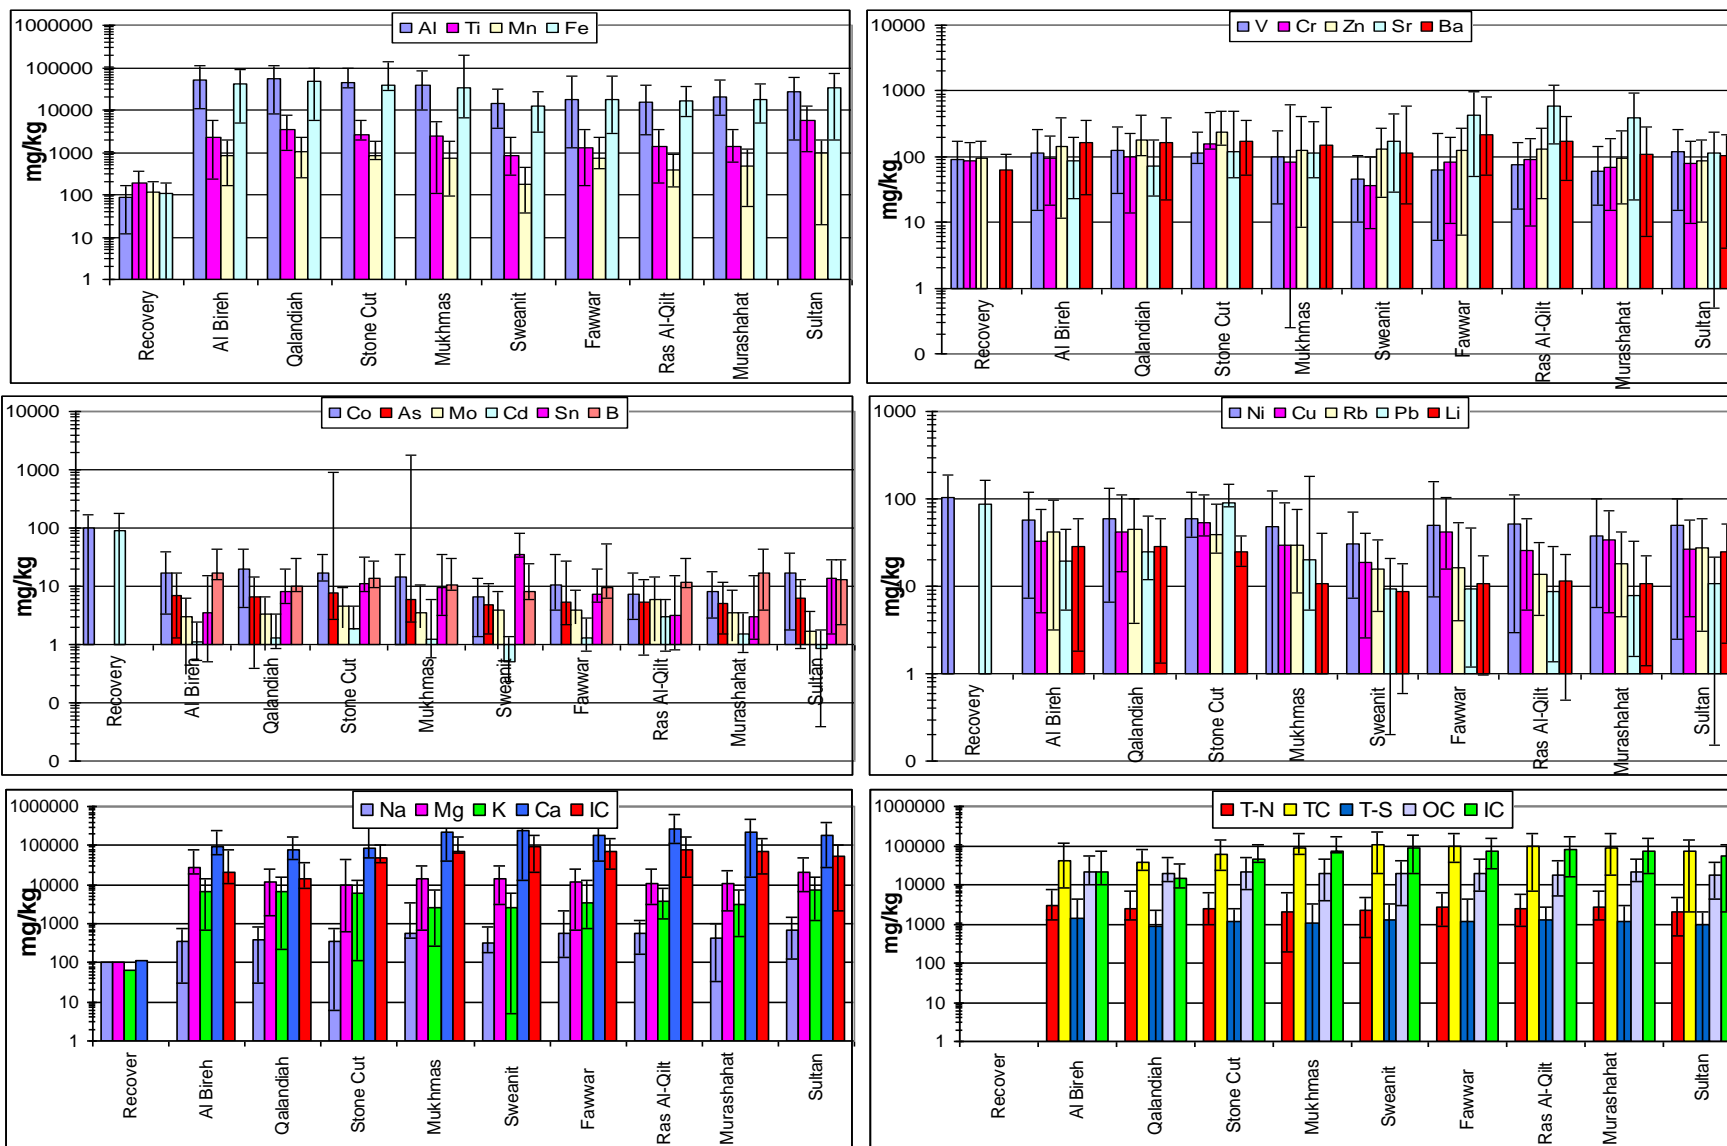 Al Ti Mn Fe
mg/kg
1000000
100000
10000
1000
100
10
1
Recovery
Al Bireh
Qalandiah
Stone Cut
Mukhmas
Sweanit
Fawwar
Ras Al-Qilt
Murashahat
Sultan
V Cr Zn Sr Ba
mg/kg
10000
1000
100
10
1
0
Recovery
Al Bireh
Qalandiah
Stone Cut
Mukhmas
Sweanit
Fawwar
Ras Al-Qilt
Murashahat
Sultan
Co As Mo Cd Sn B
mg/kg
10000
1000
100
10
1
0
0
Recovery
Al Bireh
Qalandiah
Stone Cut
Mukhmas
Sweanit
Fawwar
Ras Al-Qilt
Murashahat
Sultan
Ni Cu Rb Pb Li
mg/kg
1000
100
10
1
0
Recovery
Al Bireh
Qalandiah
Stone Cut
Mukhmas
Sweanit
Fawwar
Ras Al-Qilt
Murashahat
Sultan
Na Mg K Ca IC
mg/kg
1000000
100000
10000
1000
100
10
1
Recover
Al Bireh
Qalandiah
Stone Cut
Mukhmas
Sweanit
Fawwar
Ras Al-Qilt
Murashahat
Sultan
T-N TC T-S OC IC
mg/kg
1000000
100000
10000
1000
100
10
1
Recover
Al Bireh
Qalandiah
Stone Cut
Mukhmas
Sweanit
Fawwar
Ras Al-Qilt
Murashahat
Sultan